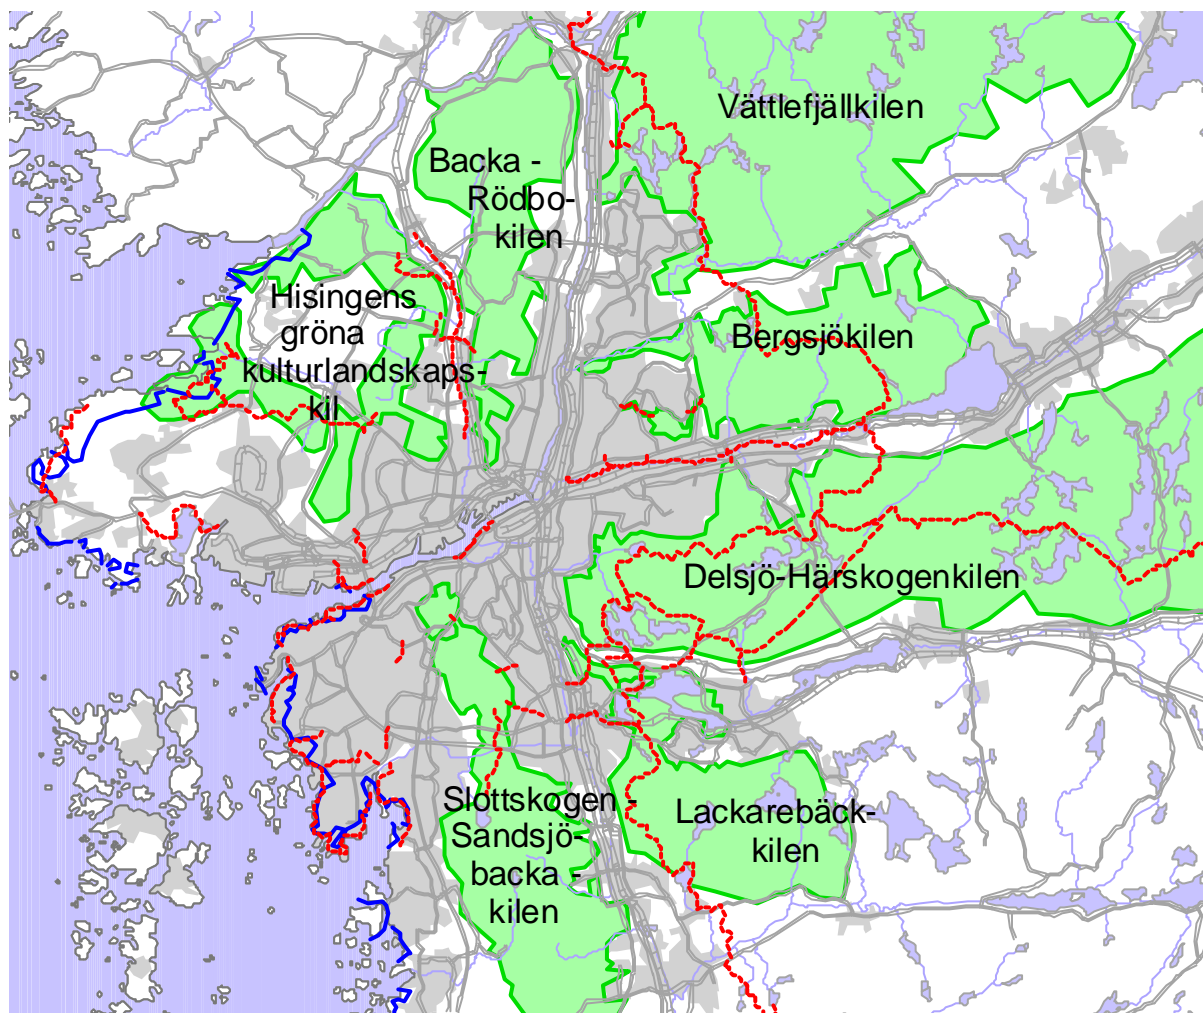 Vättlefjällkilen
Backa -
Rödbo-
kilen
Hisingens
gröna
kulturlandskaps-
kil
Bergsjökilen
Delsjö-Härskogenkilen
Slottskogen -
Sandsjö-
backa -
kilen
Lackarebäck-
kilen